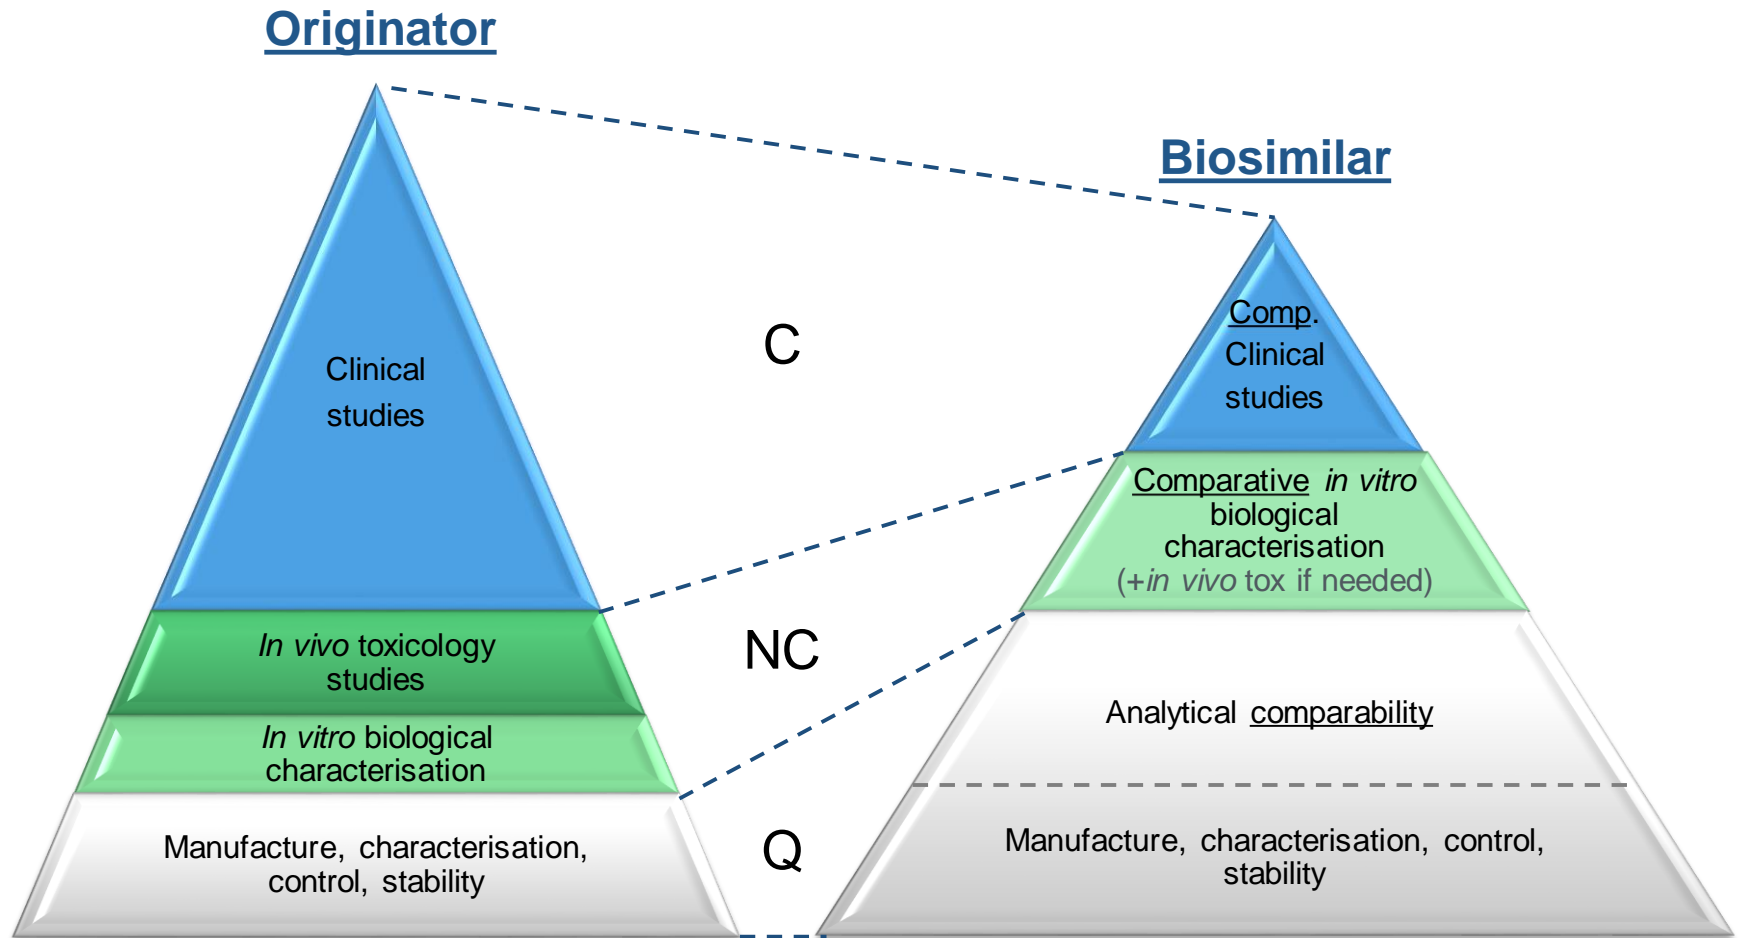 Originator
Clinical
studies
In vivo toxicology
studies
In vitro biological
characterisation
Manufacture, characterisation,
control, stability
C
NC
Q
Biosimilar
Comp.
Clinical
studies
Comparative in vitro
biological
characterisation
(+in vivo tox if needed)
Analytical comparability
Manufacture, characterisation, control,
stability